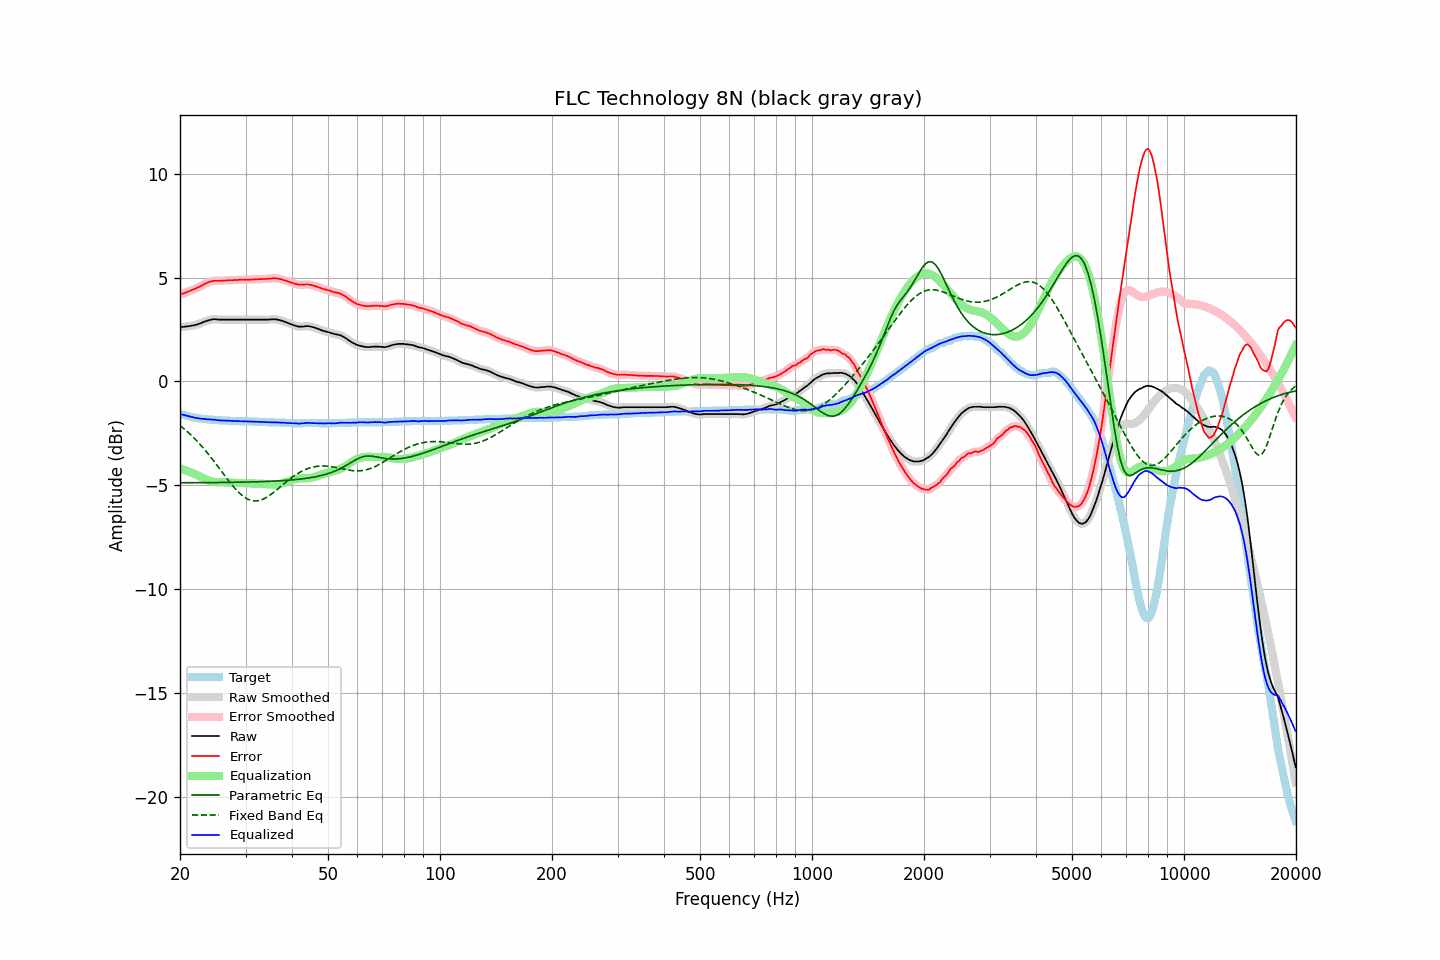 FLC Technology 8N (black gray gray)
Amplitude (dBr)
10
5
0
−5
−10
−15
−20
Target
Raw Smoothed
Error Smoothed
Raw
Error
Equalization
Parametric Eq
Fixed Band Eq
Equalized
20
50
100
200
500
1000
2000
5000
10000
20000
Frequency (Hz)